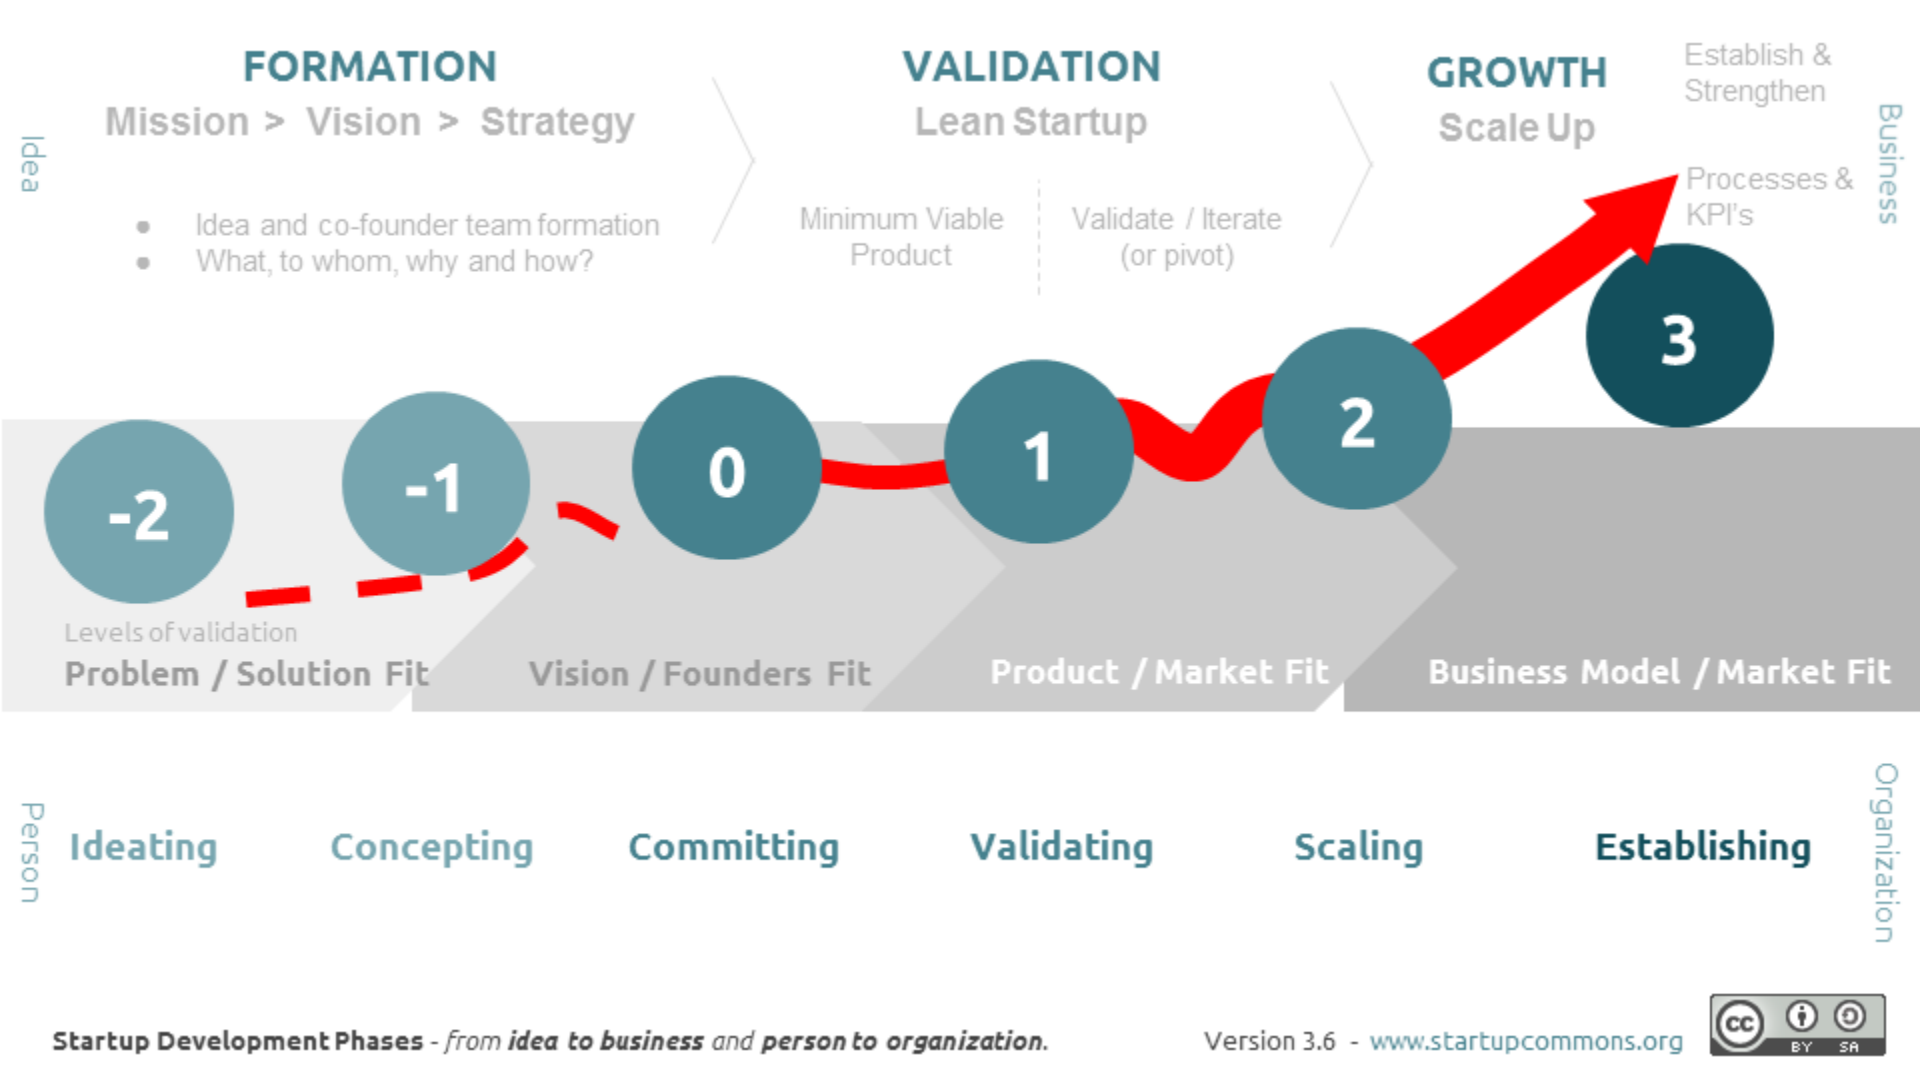 FORMATION
Mission > Vision > Strategy
● Idea and co-founder team formation
● What, to whom, why and how?
VALIDATION
Lean Startup
Minimum Viable
Product
Validate / Iterate
(or pivot)
GROWTH
Scale Up
Establish &
Strengthen
Processes &
KPI's
Idea
Business
-2
-1
0
1
2
3
Levels of validation
Problem / Solution Fit
Vision / Founders Fit
Product / Market Fit
Business Model / Market Fit
Person
Ideating
Concepting
Committing
Validating
Scaling
Establishing
Organization
Startup Development Phases - from idea to business and person to organization.
Version 3.6 - www.startupcommons.org
cc
BY SA